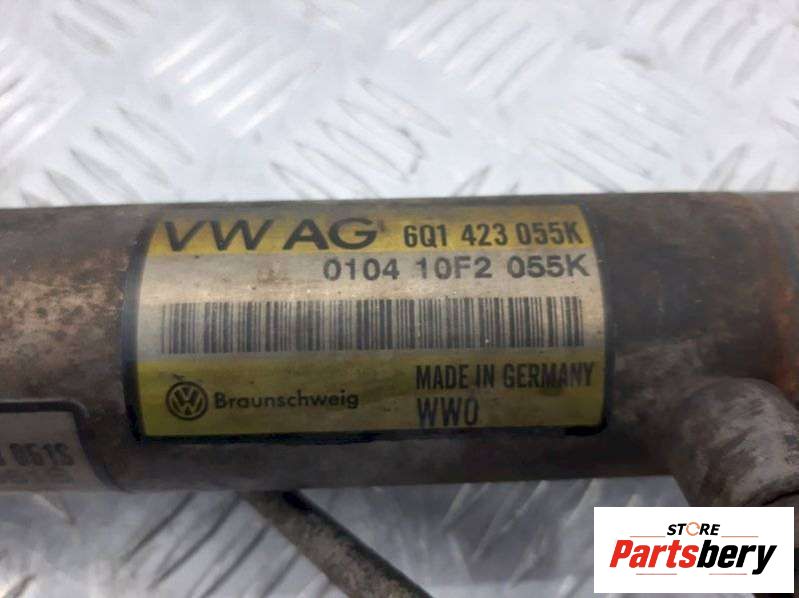 VW AG 6Q1 423 055K
0104 10F2 055K
MADE IN GERMANY
Braunschweig
WWO
STORE
Partsbery